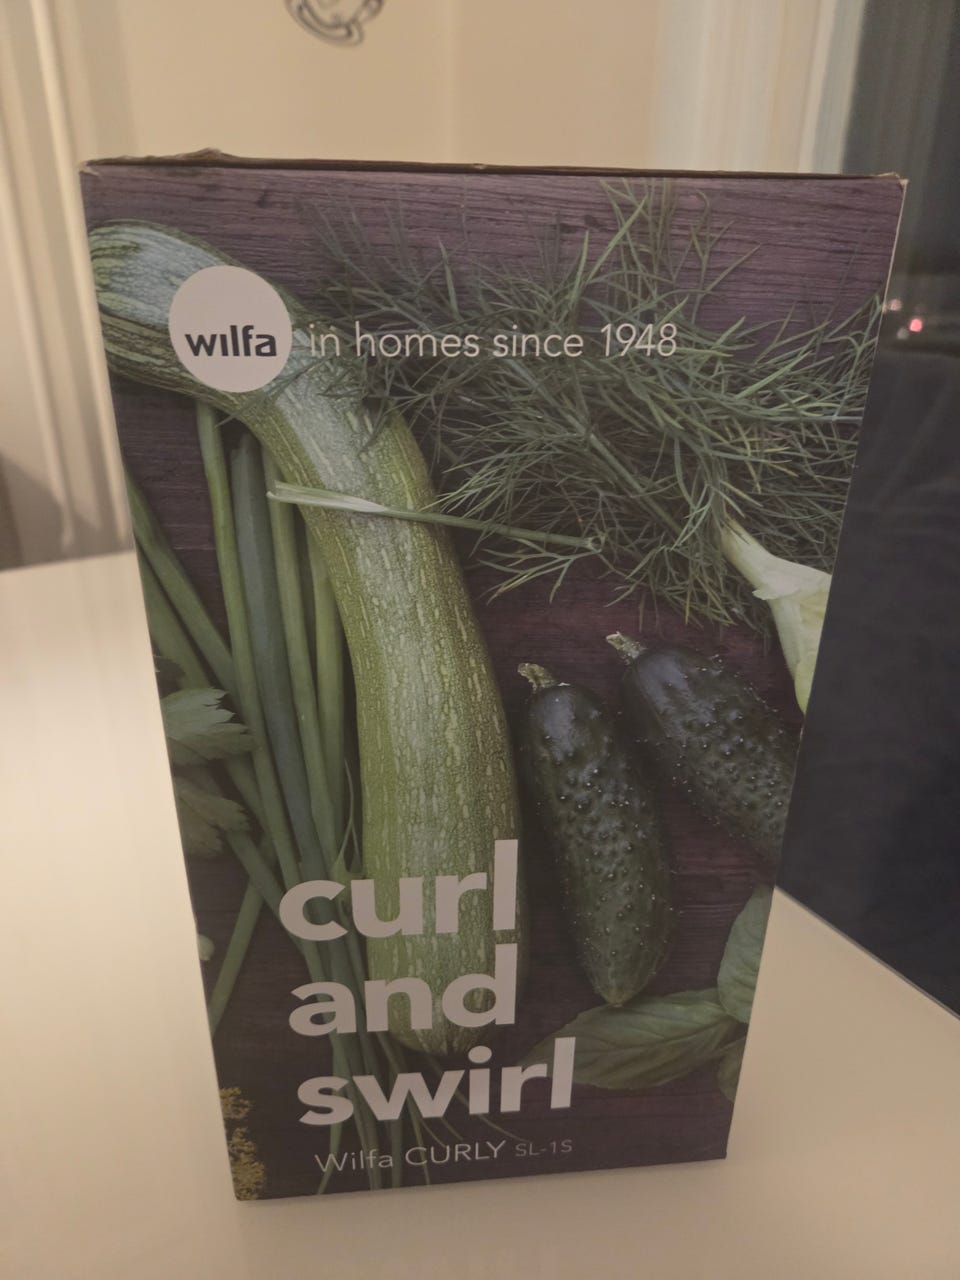 wilfa in homes since 1948
curl
and
swirl
Wilfa CURLY SL-1S